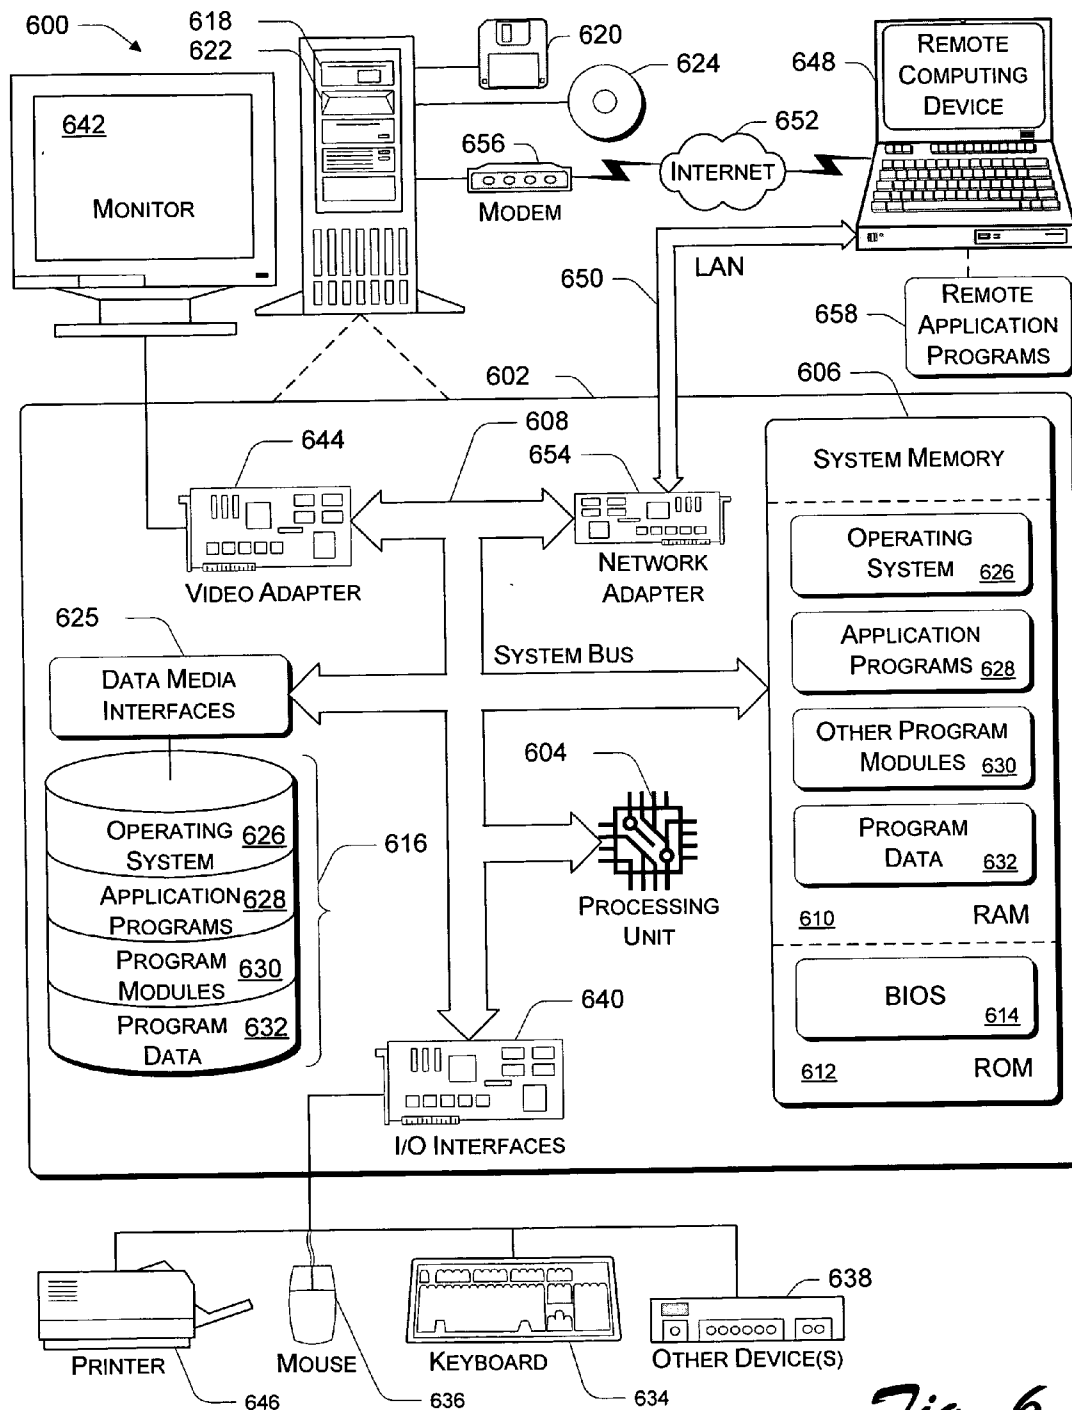 600
618
622
620
624
648
REMOTE
COMPUTING
DEVICE
642
MONITOR
656
MODEM
652
INTERNET
LAN
650
658
REMOTE
APPLICATION
PROGRAMS
602
606
608
644
654
VIDEO ADAPTER
NETWORK
ADAPTER
SYSTEM MEMORY
OPERATING
SYSTEM 626
APPLICATION
PROGRAMS 628
OTHER PROGRAM
MODULES 630
PROGRAM
DATA 632
610 RAM
BIOS
614
612 ROM
625
DATA MEDIA
INTERFACES
SYSTEM BUS
604
PROCESSING
UNIT
OPERATING 626
SYSTEM
616
APPLICATION 628
PROGRAMS
PROGRAM 630
MODULES
PROGRAM 632
DATA
640
I/O INTERFACES
638
PRINTER
MOUSE
KEYBOARD
OTHER DEVICE(S)
646
636
634
Fig. 6